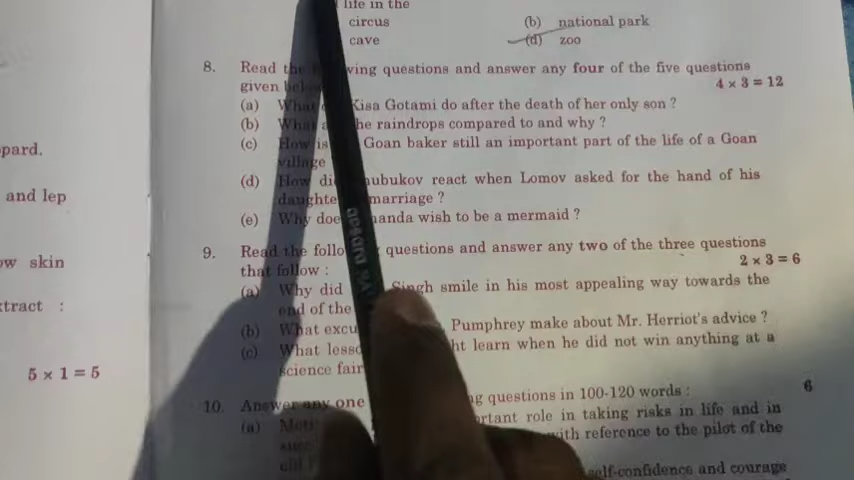 life in the
circus (b) national park
cave (d) zoo
8. Read the ving questions and answer any four of the five questions
given 4 x 3 = 12
(a) What Kisa Gotami do after the death of her only son ?
(b) What he raindrops compared to and why ?
(c) How is Goan baker still an important part of the life of a Goan
village
(d) How di hubukov react when Lomov asked for the hand of his
daughte marriage ?
(e) Why doe anda wish to be a mermaid ?
9. Read the follo questions and answer any two of the three questions
that follow : 2 x 3 = 6
(a) Why did Singh smile in his most appealing way towards the
end of the
(b) What excu Pumphrey make about Mr. Herriot's advice ?
(c) What less ht learn when he did not win anything at a
science fair
10. Answer any one ng questions in 100-120 words : 6
(a) rtant role in taking risks in life and in
with reference to the pilot of the
self-confidence and courage
pard.
and lep
ow skin
tract :
5 x 1 = 5
apsara